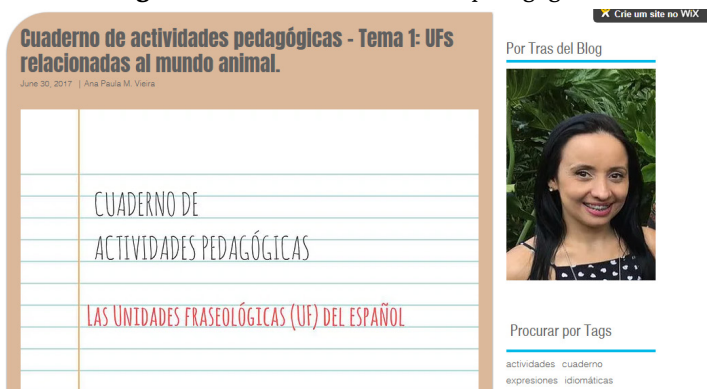 Crie um site no WiX
Cuaderno de actividades pedagógicas - Tema 1: UFs
relacionadas al mundo animal.
June 30, 2017 | Ana Paula M. Vieira
CUADERNO DE
ACTIVIDADES PEDAGÓGICAS
LAS UNIDADES FRASEOLÓGICAS (UF) DEL ESPAÑOL
Por Tras del Blog
Procurar por Tags
actividades cuaderno
expresiones idiomáticas